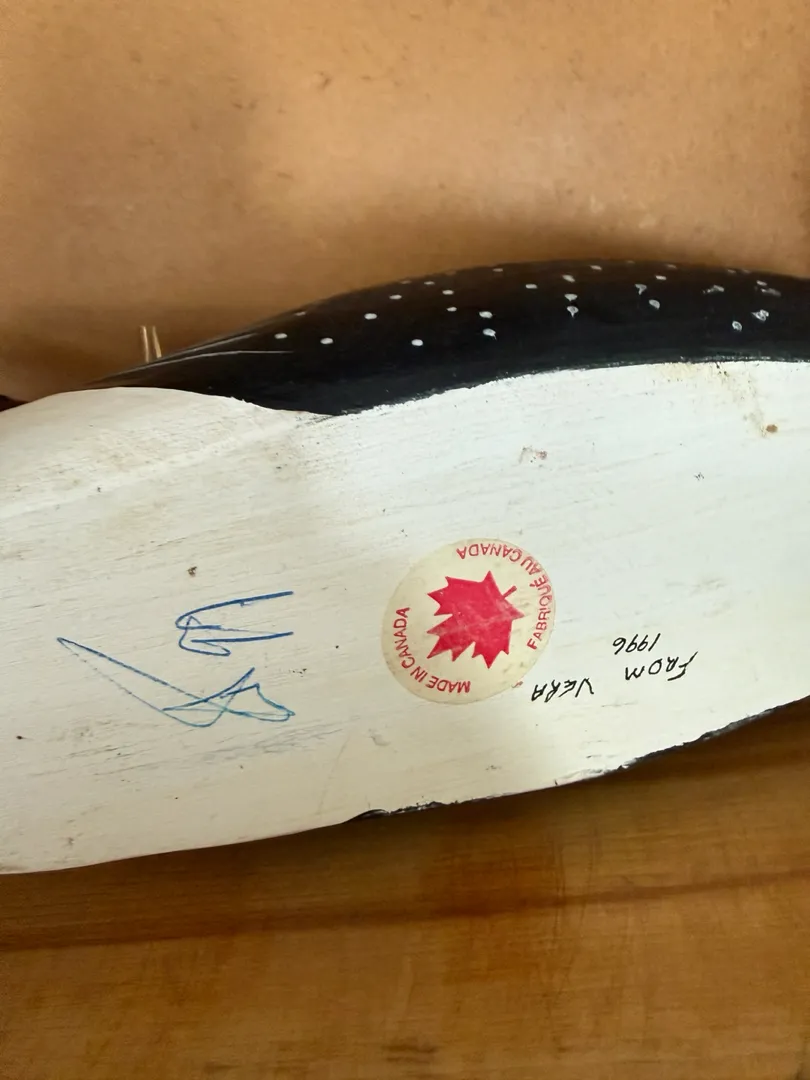 MADE IN CANADA
FABRIQUÉ AU CANADA
FROM VERA
1996